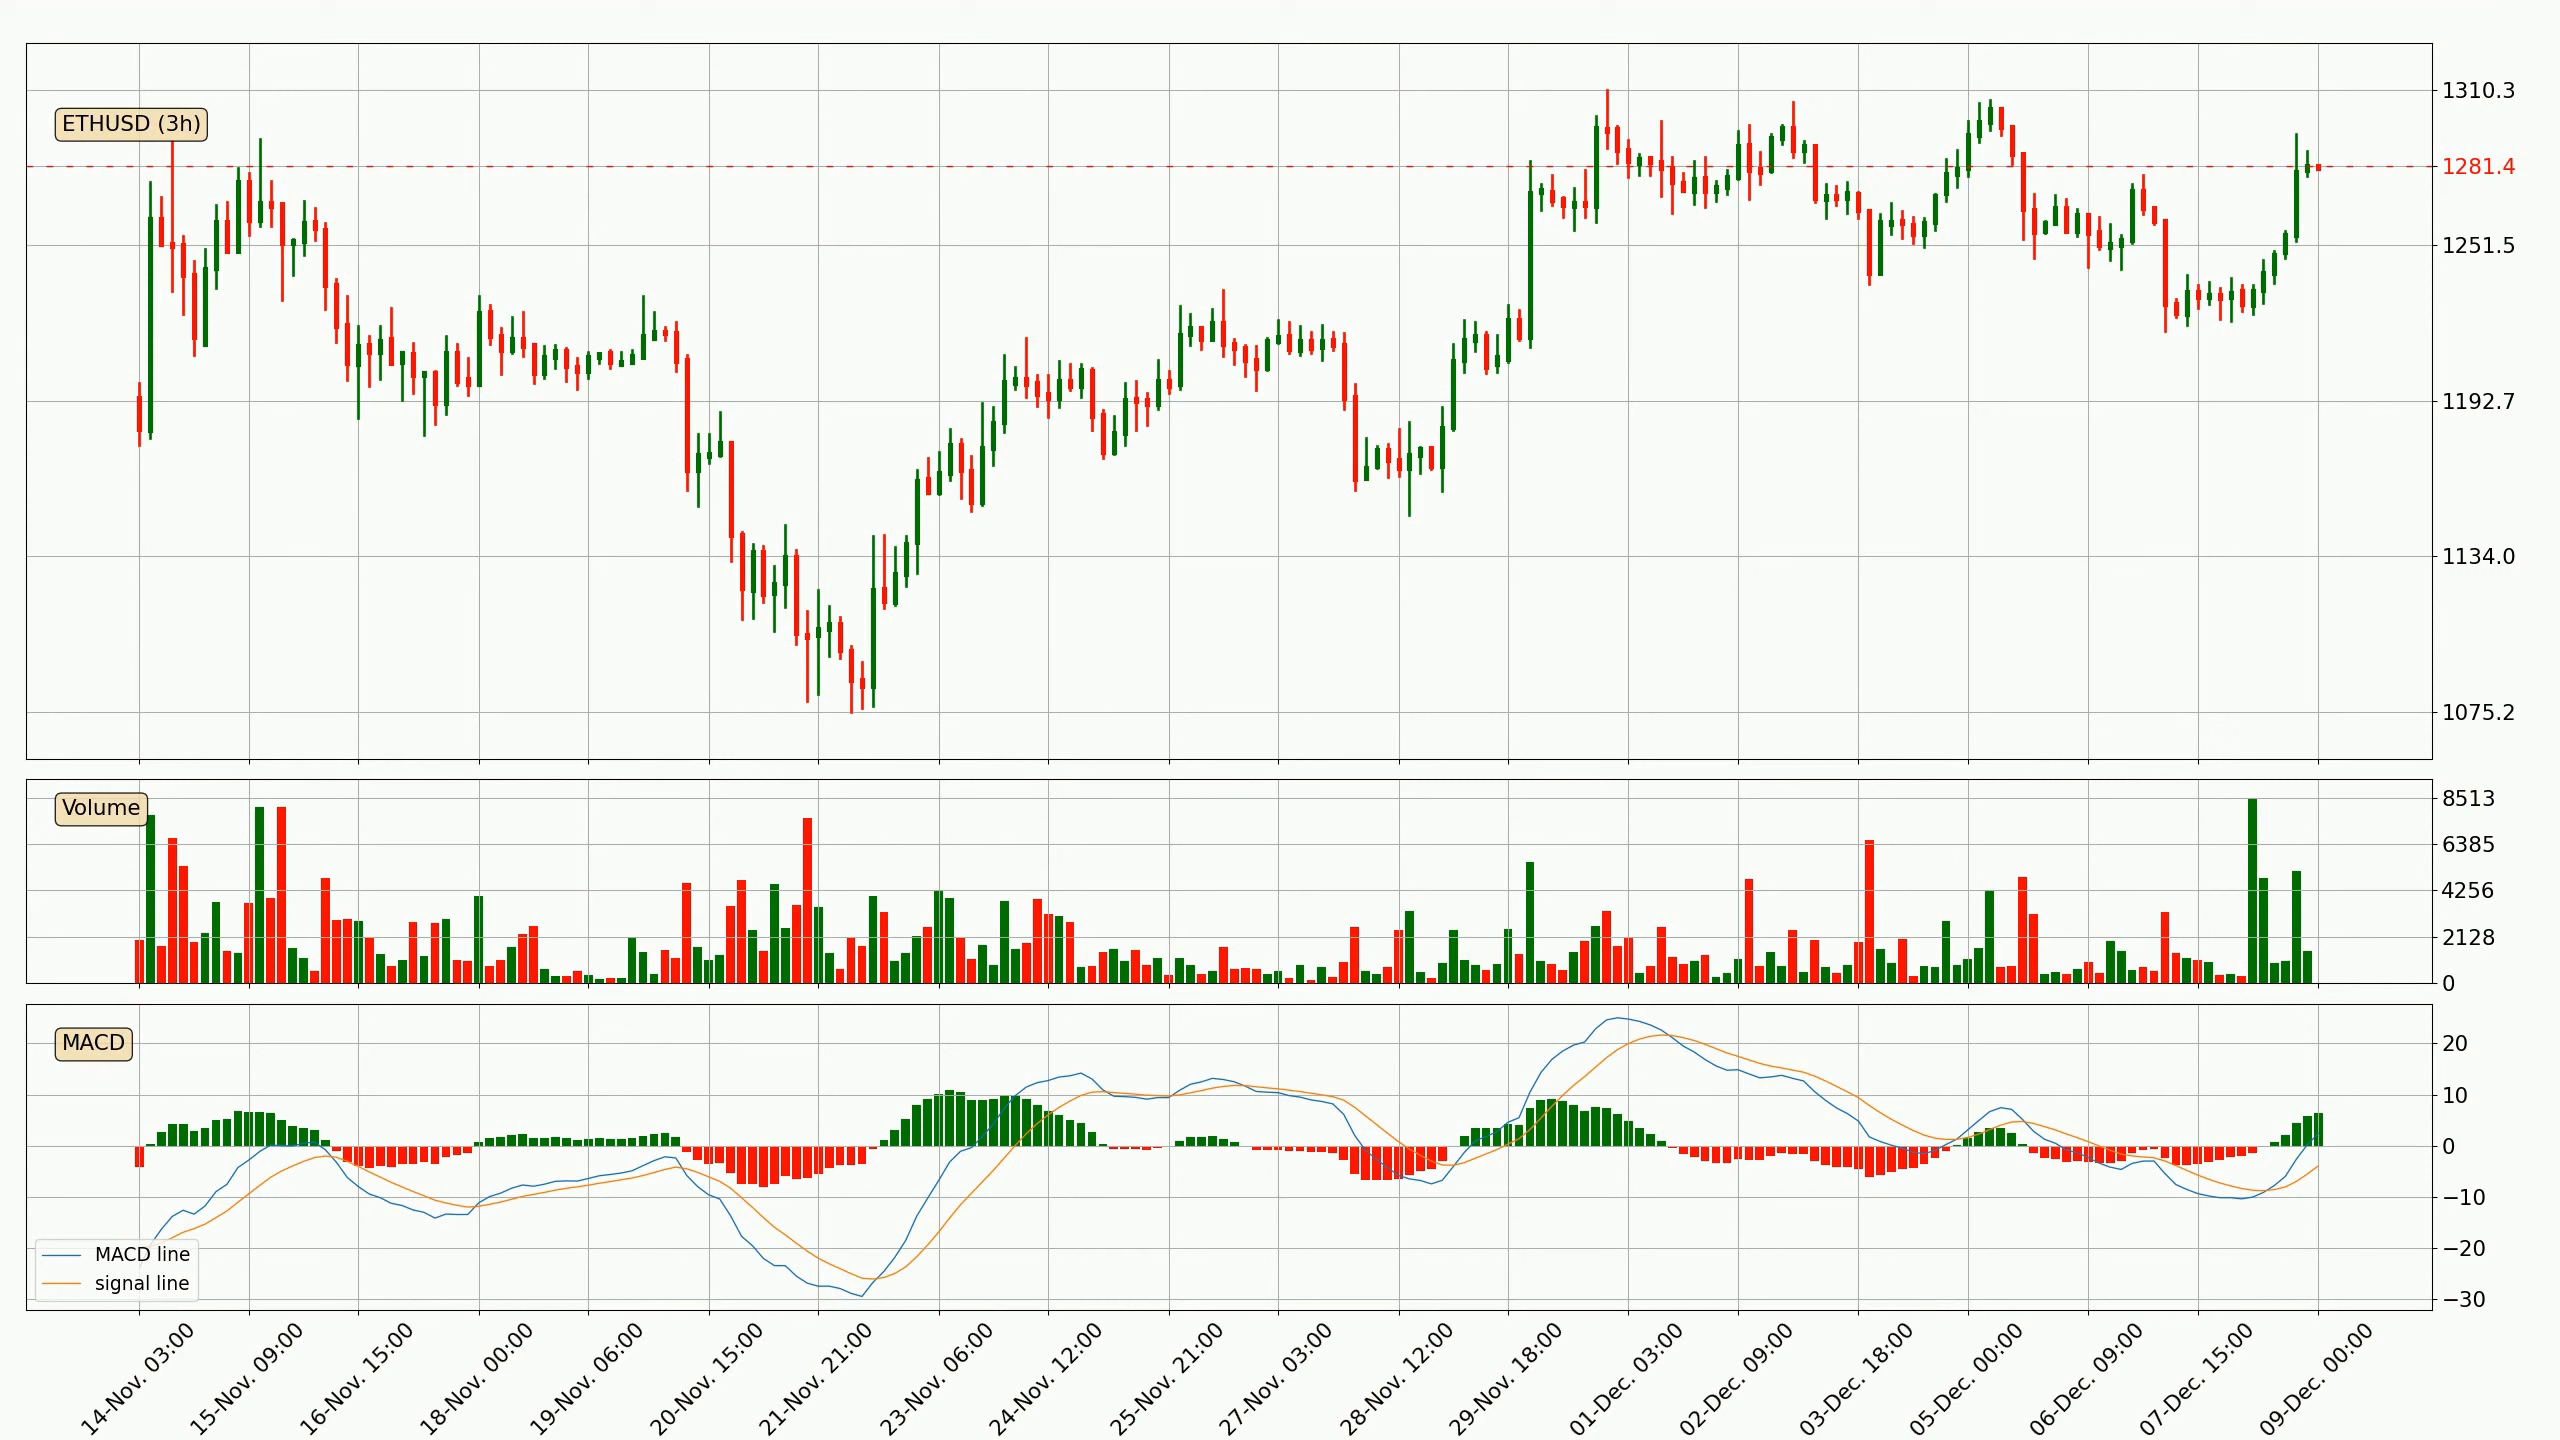 ETHUSD (3h)
1310.3
1281.4
1251.5
1192.7
1134.0
1075.2
Volume
8513
6385
4256
2128
0
MACD
20
10
0
−10
−20
−30
MACD line
signal line
14-Nov. 03:00
15-Nov. 09:00
16-Nov. 15:00
18-Nov. 00:00
19-Nov. 06:00
20-Nov. 15:00
21-Nov. 21:00
23-Nov. 06:00
24-Nov. 12:00
25-Nov. 21:00
27-Nov. 03:00
28-Nov. 12:00
29-Nov. 18:00
01-Dec. 03:00
02-Dec. 09:00
03-Dec. 18:00
05-Dec. 00:00
06-Dec. 09:00
07-Dec. 15:00
09-Dec. 00:00